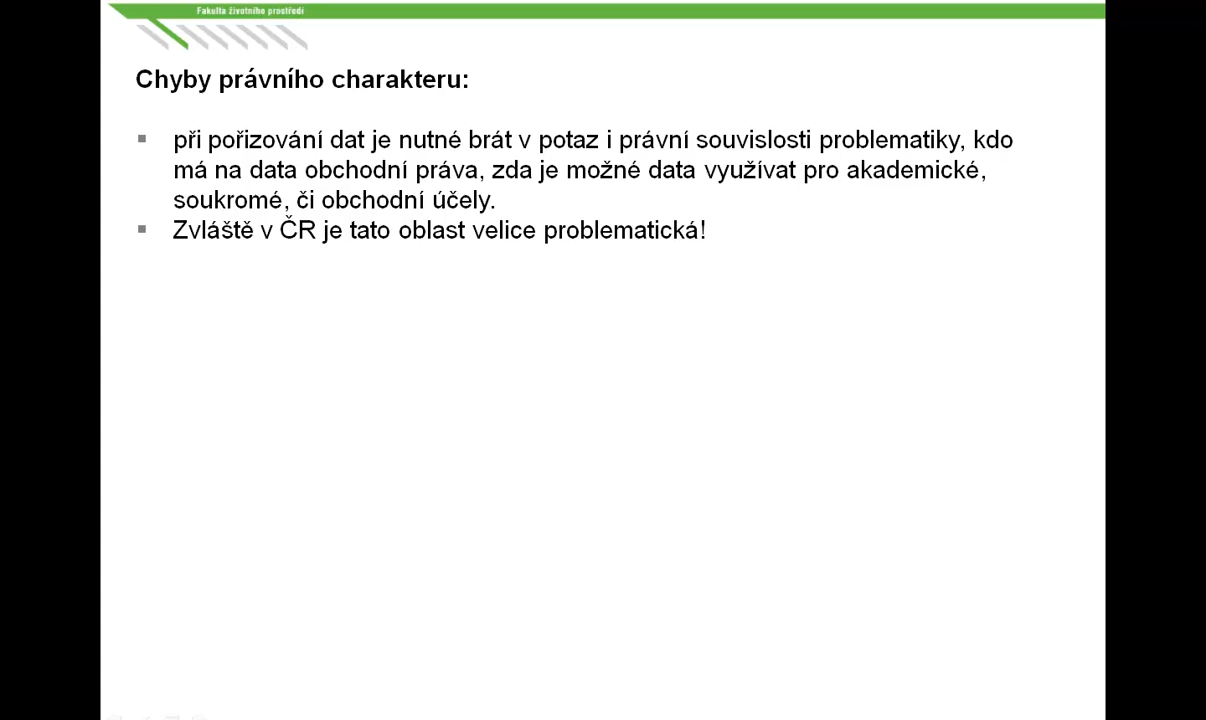 Fakulta životního prostředí
Chyby právního charakteru:
▪ při pořizování dat je nutné brát v potaz i právní souvislosti problematiky, kdo
má na data obchodní práva, zda je možné data využívat pro akademické,
soukromé, či obchodní účely.
▪ Zvláště v ČR je tato oblast velice problematická!